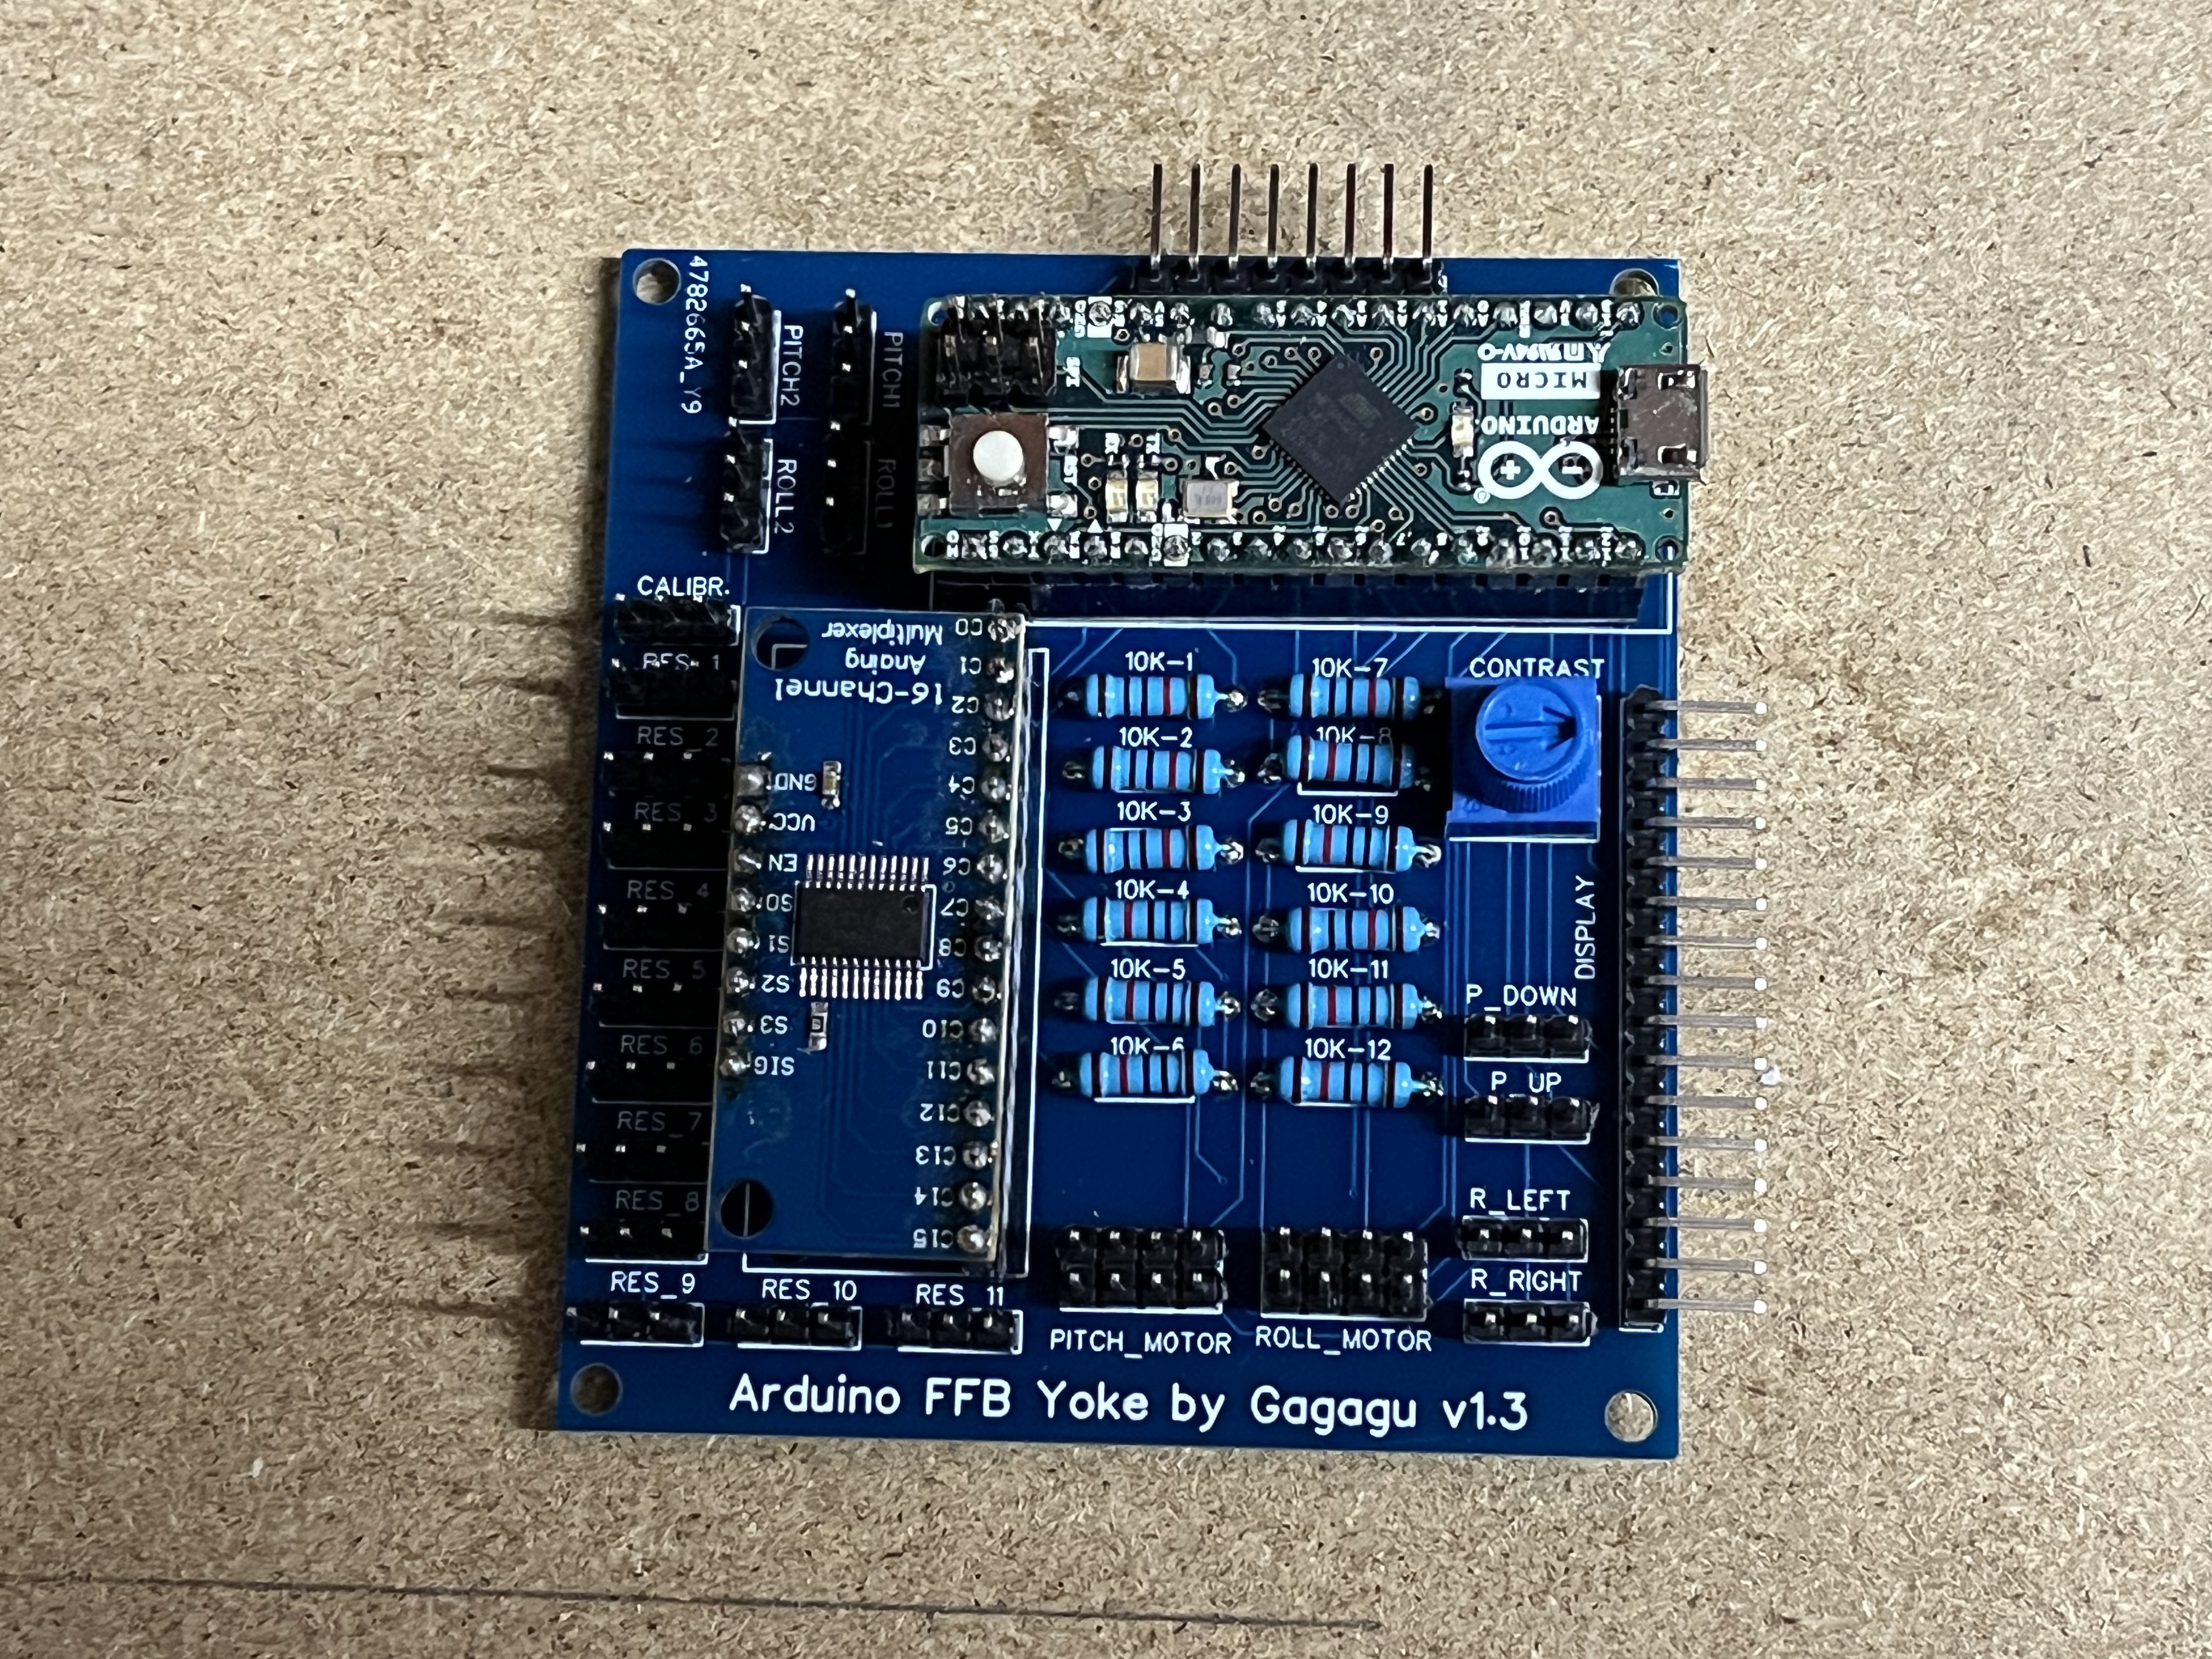 Arduino FFB Yoke by Gagagu v1.3
RES_9
RES_8
RES_7
RES_6
RES_5
RES_4
RES_3
RES_2
RES_1
CALIBR.
4782665A_Y9
RES_10
RES_11
ROLL2
PITCH2
ROLL1
PITCH1
SIG
S3
S2
S1
S0
EN
VCC
GND
16-Channel
Anaing
Multiplexer
C15
C14
C13
C12
C11
C10
C9
C8
C7
C6
C5
C4
C3
C2
C1
C0
PITCH_MOTOR
ROLL_MOTOR
10K-6
10K-5
10K-4
10K-3
10K-2
10K-1
10K-12
10K-11
10K-10
10K-9
10K-8
10K-7
R_RIGHT
R_LEFT
P_UP
P_DOWN
DISPLAY
CONTRAST
RST
RX
TX
ARDUINO
MICRO